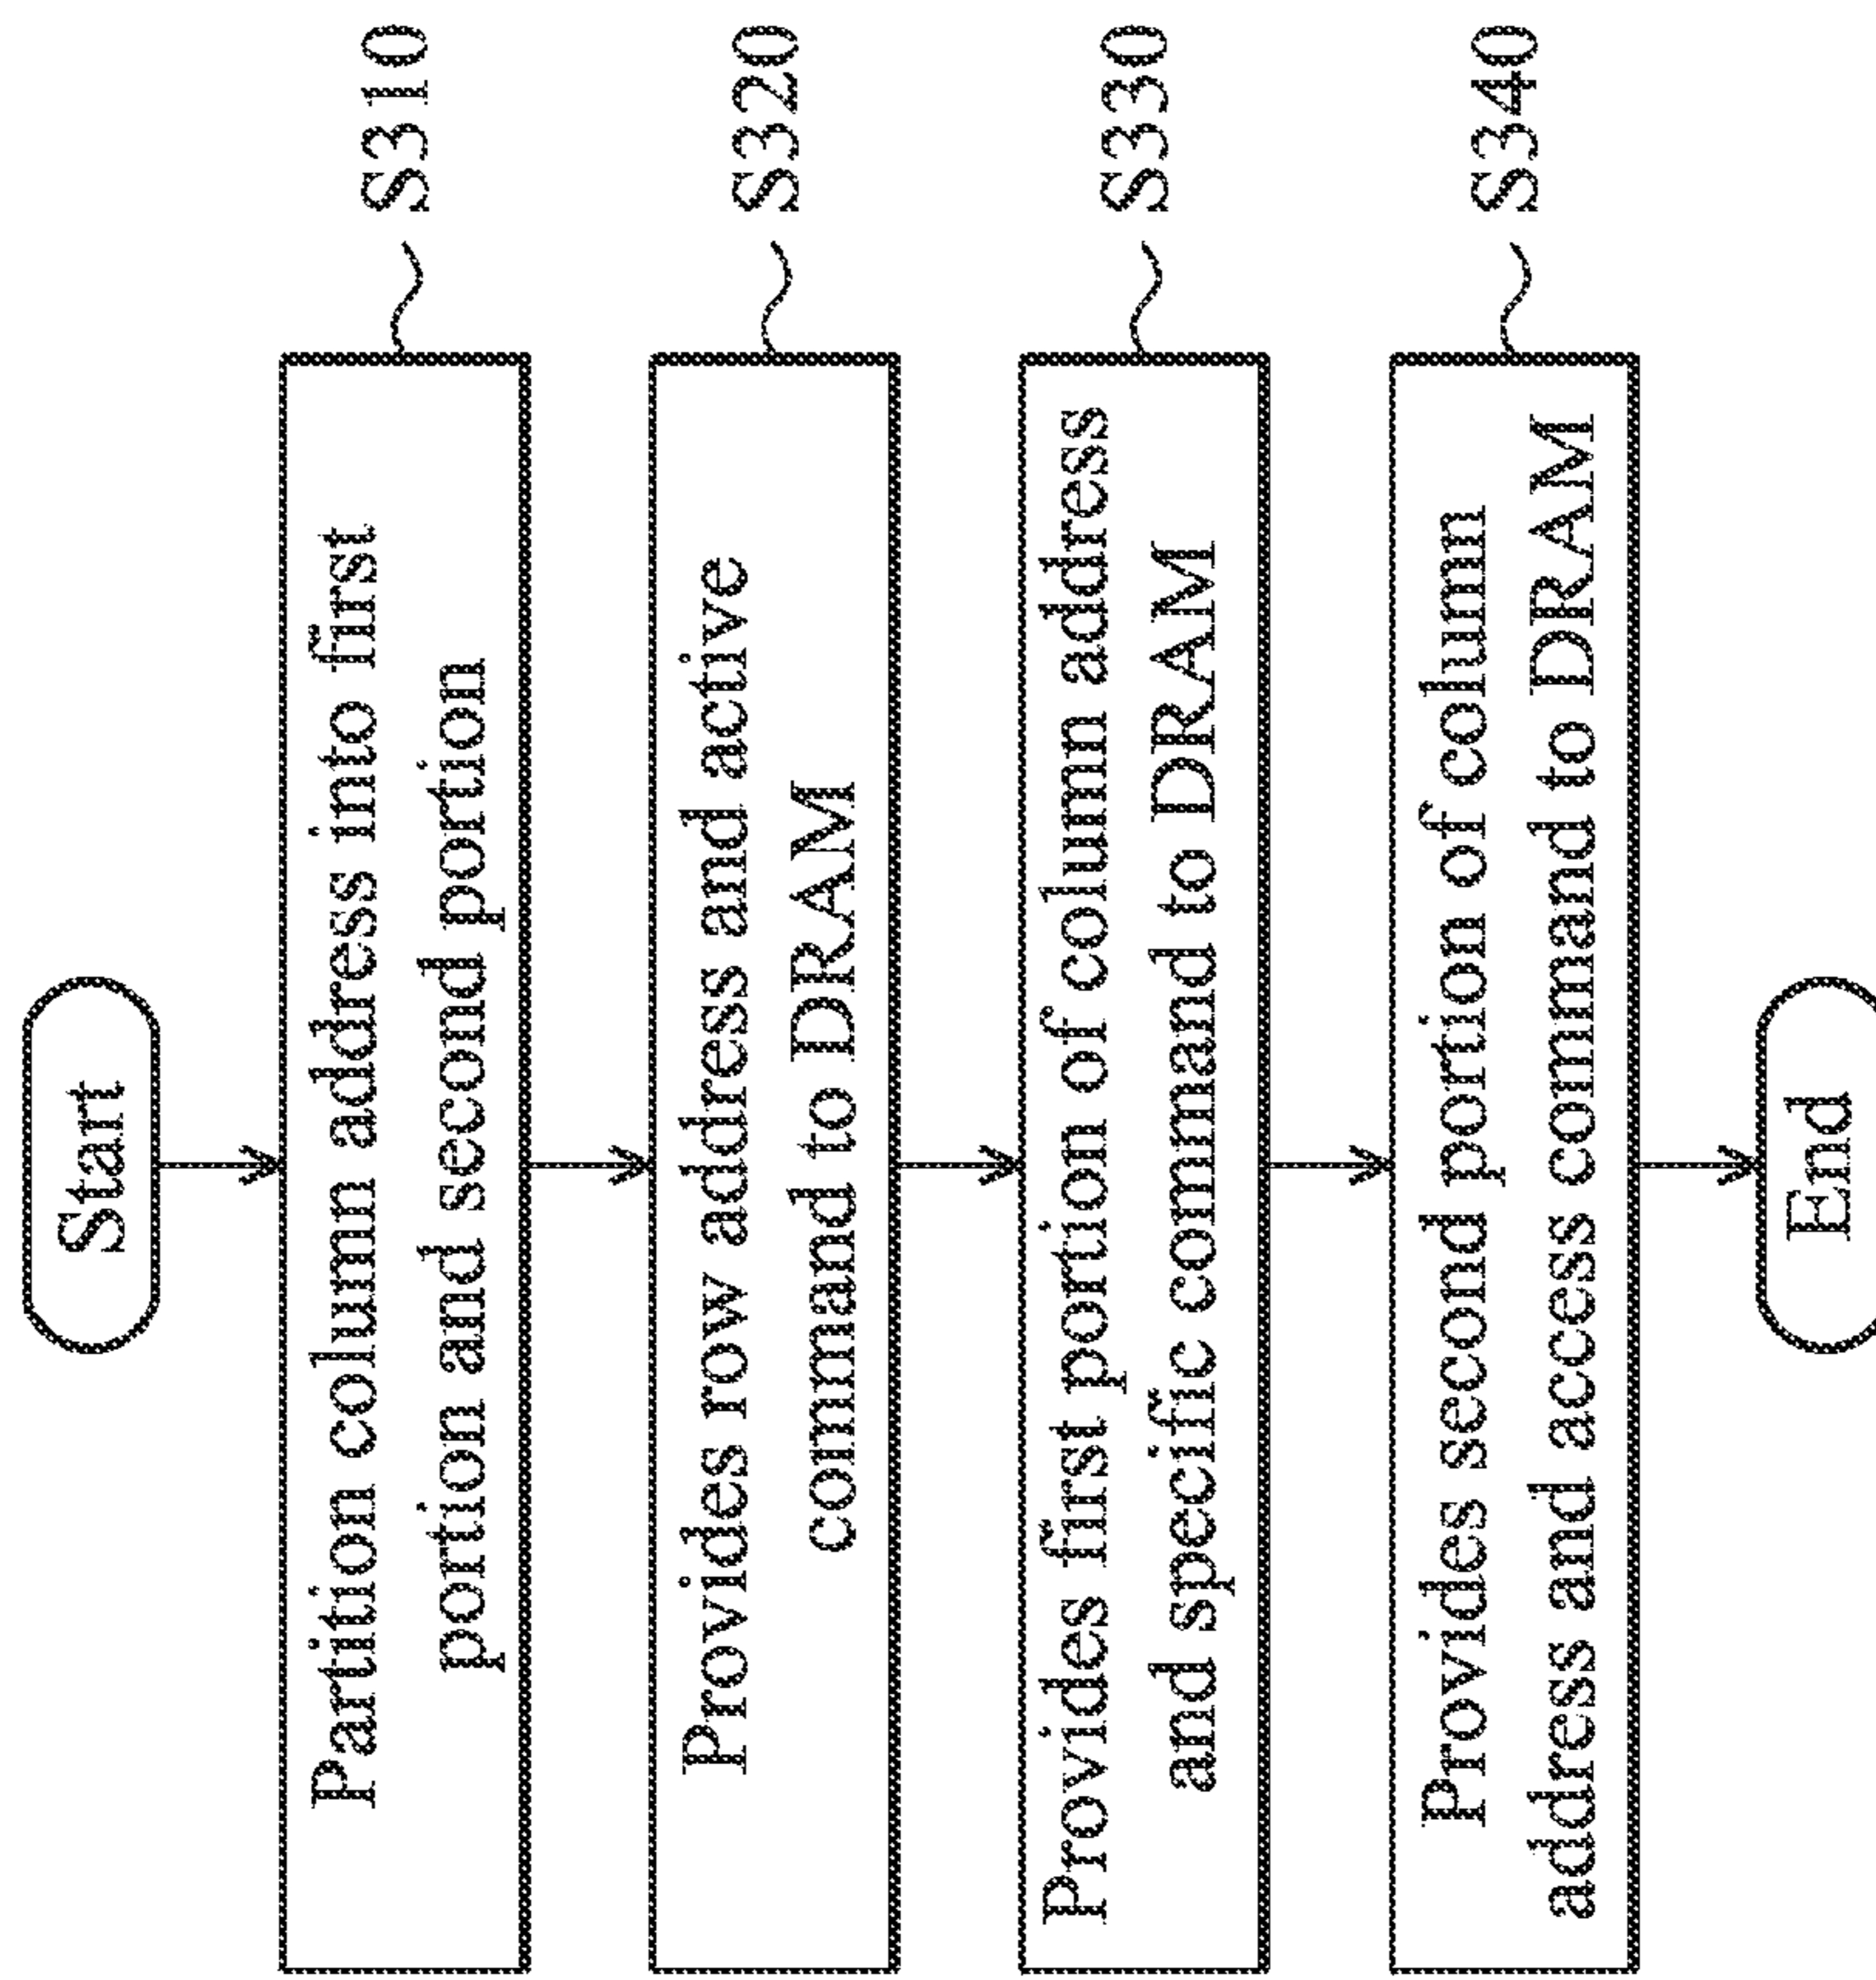 Start
Partition column address into first
portion and second portion
S310
Provides row address and active
command to DRAM
S320
Provides first portion of column address
and specific command to DRAM
S330
Provides second portion of column
address and access command to DRAM
S340
End